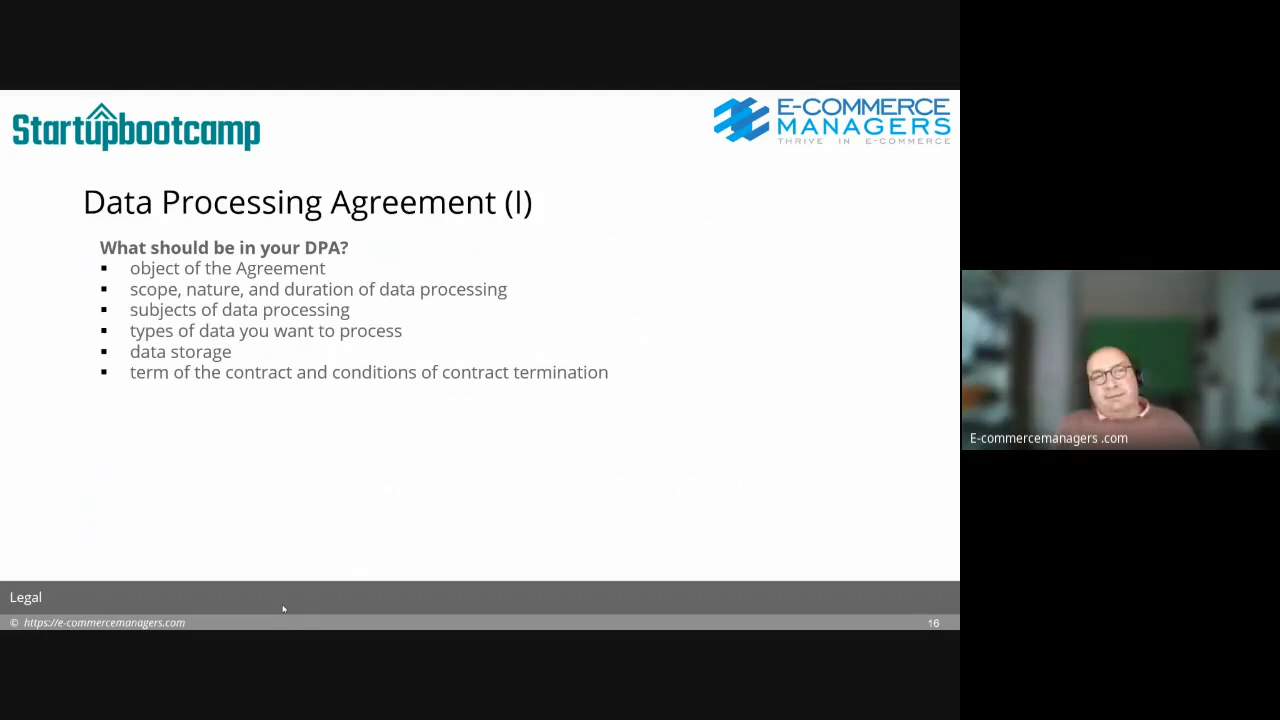 Startupbootcamp
E-COMMERCE
MANAGERS
THRIVE IN E-COMMERCE
Data Processing Agreement (I)
What should be in your DPA?
▪ object of the Agreement
▪ scope, nature, and duration of data processing
▪ subjects of data processing
▪ types of data you want to process
▪ data storage
▪ term of the contract and conditions of contract termination
E-commercemanagers .com
Legal
© https://e-commercemanagers.com
16